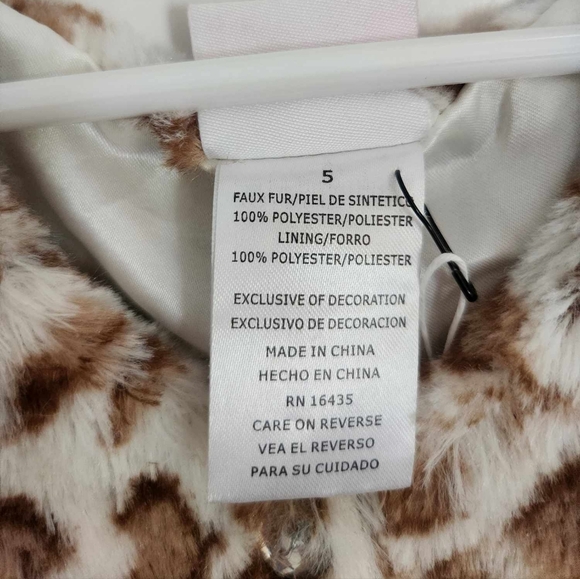 5
FAUX FUR/PIEL DE SINTETICO
100% POLYESTER/POLIESTER
LINING/FORRO
100% POLYESTER/POLIESTER
EXCLUSIVE OF DECORATION
EXCLUSIVO DE DECORACION
MADE IN CHINA
HECHO EN CHINA
RN 16435
CARE ON REVERSE
VEA EL REVERSO
PARA SU CUIDADO